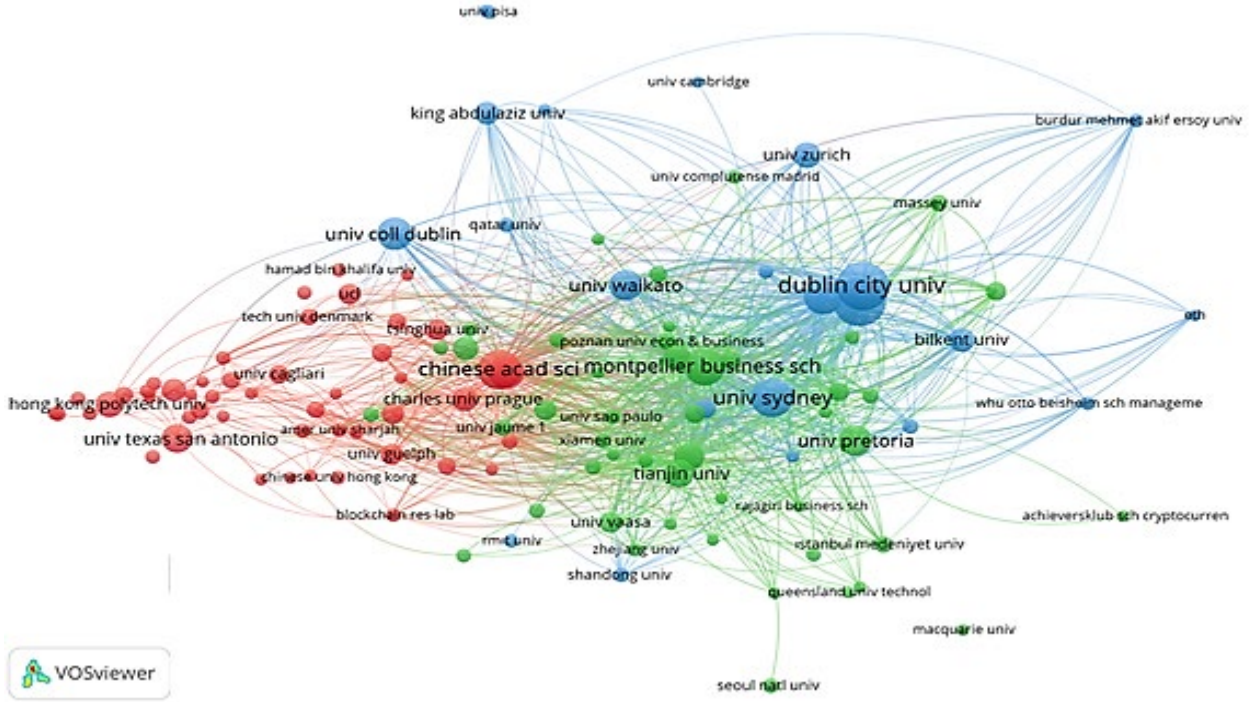 univ pisa
univ cambridge
king abdulaziz univ
burdur mehmet akif ersoy univ
univ zurich
univ complutense madrid
massey univ
qatar univ
univ coll dublin
hamad bin khalifa univ
univ waikato
dublin city univ
ucl
tech univ denmark
oth
tsinghua univ
poznan univ econ & business
bilkent univ
chinese acad sci
montpellier business sch
univ cagliari
charles univ prague
univ sydney
hong kong polytech univ
whu otto beisheim sch manageme
univ sao paulo
univ jaume 1
amer univ sharjah
univ texas san antonio
xiamen univ
univ pretoria
univ guelph
tianjin univ
chinese univ hong kong
rajagiri business sch
blockchain res lab
achieversklub sch cryptocurren
univ vaasa
rmit univ
zhejiang univ
istanbul medeniyet univ
shandong univ
queensland univ technol
macquarie univ
VOSviewer
seoul natl univ